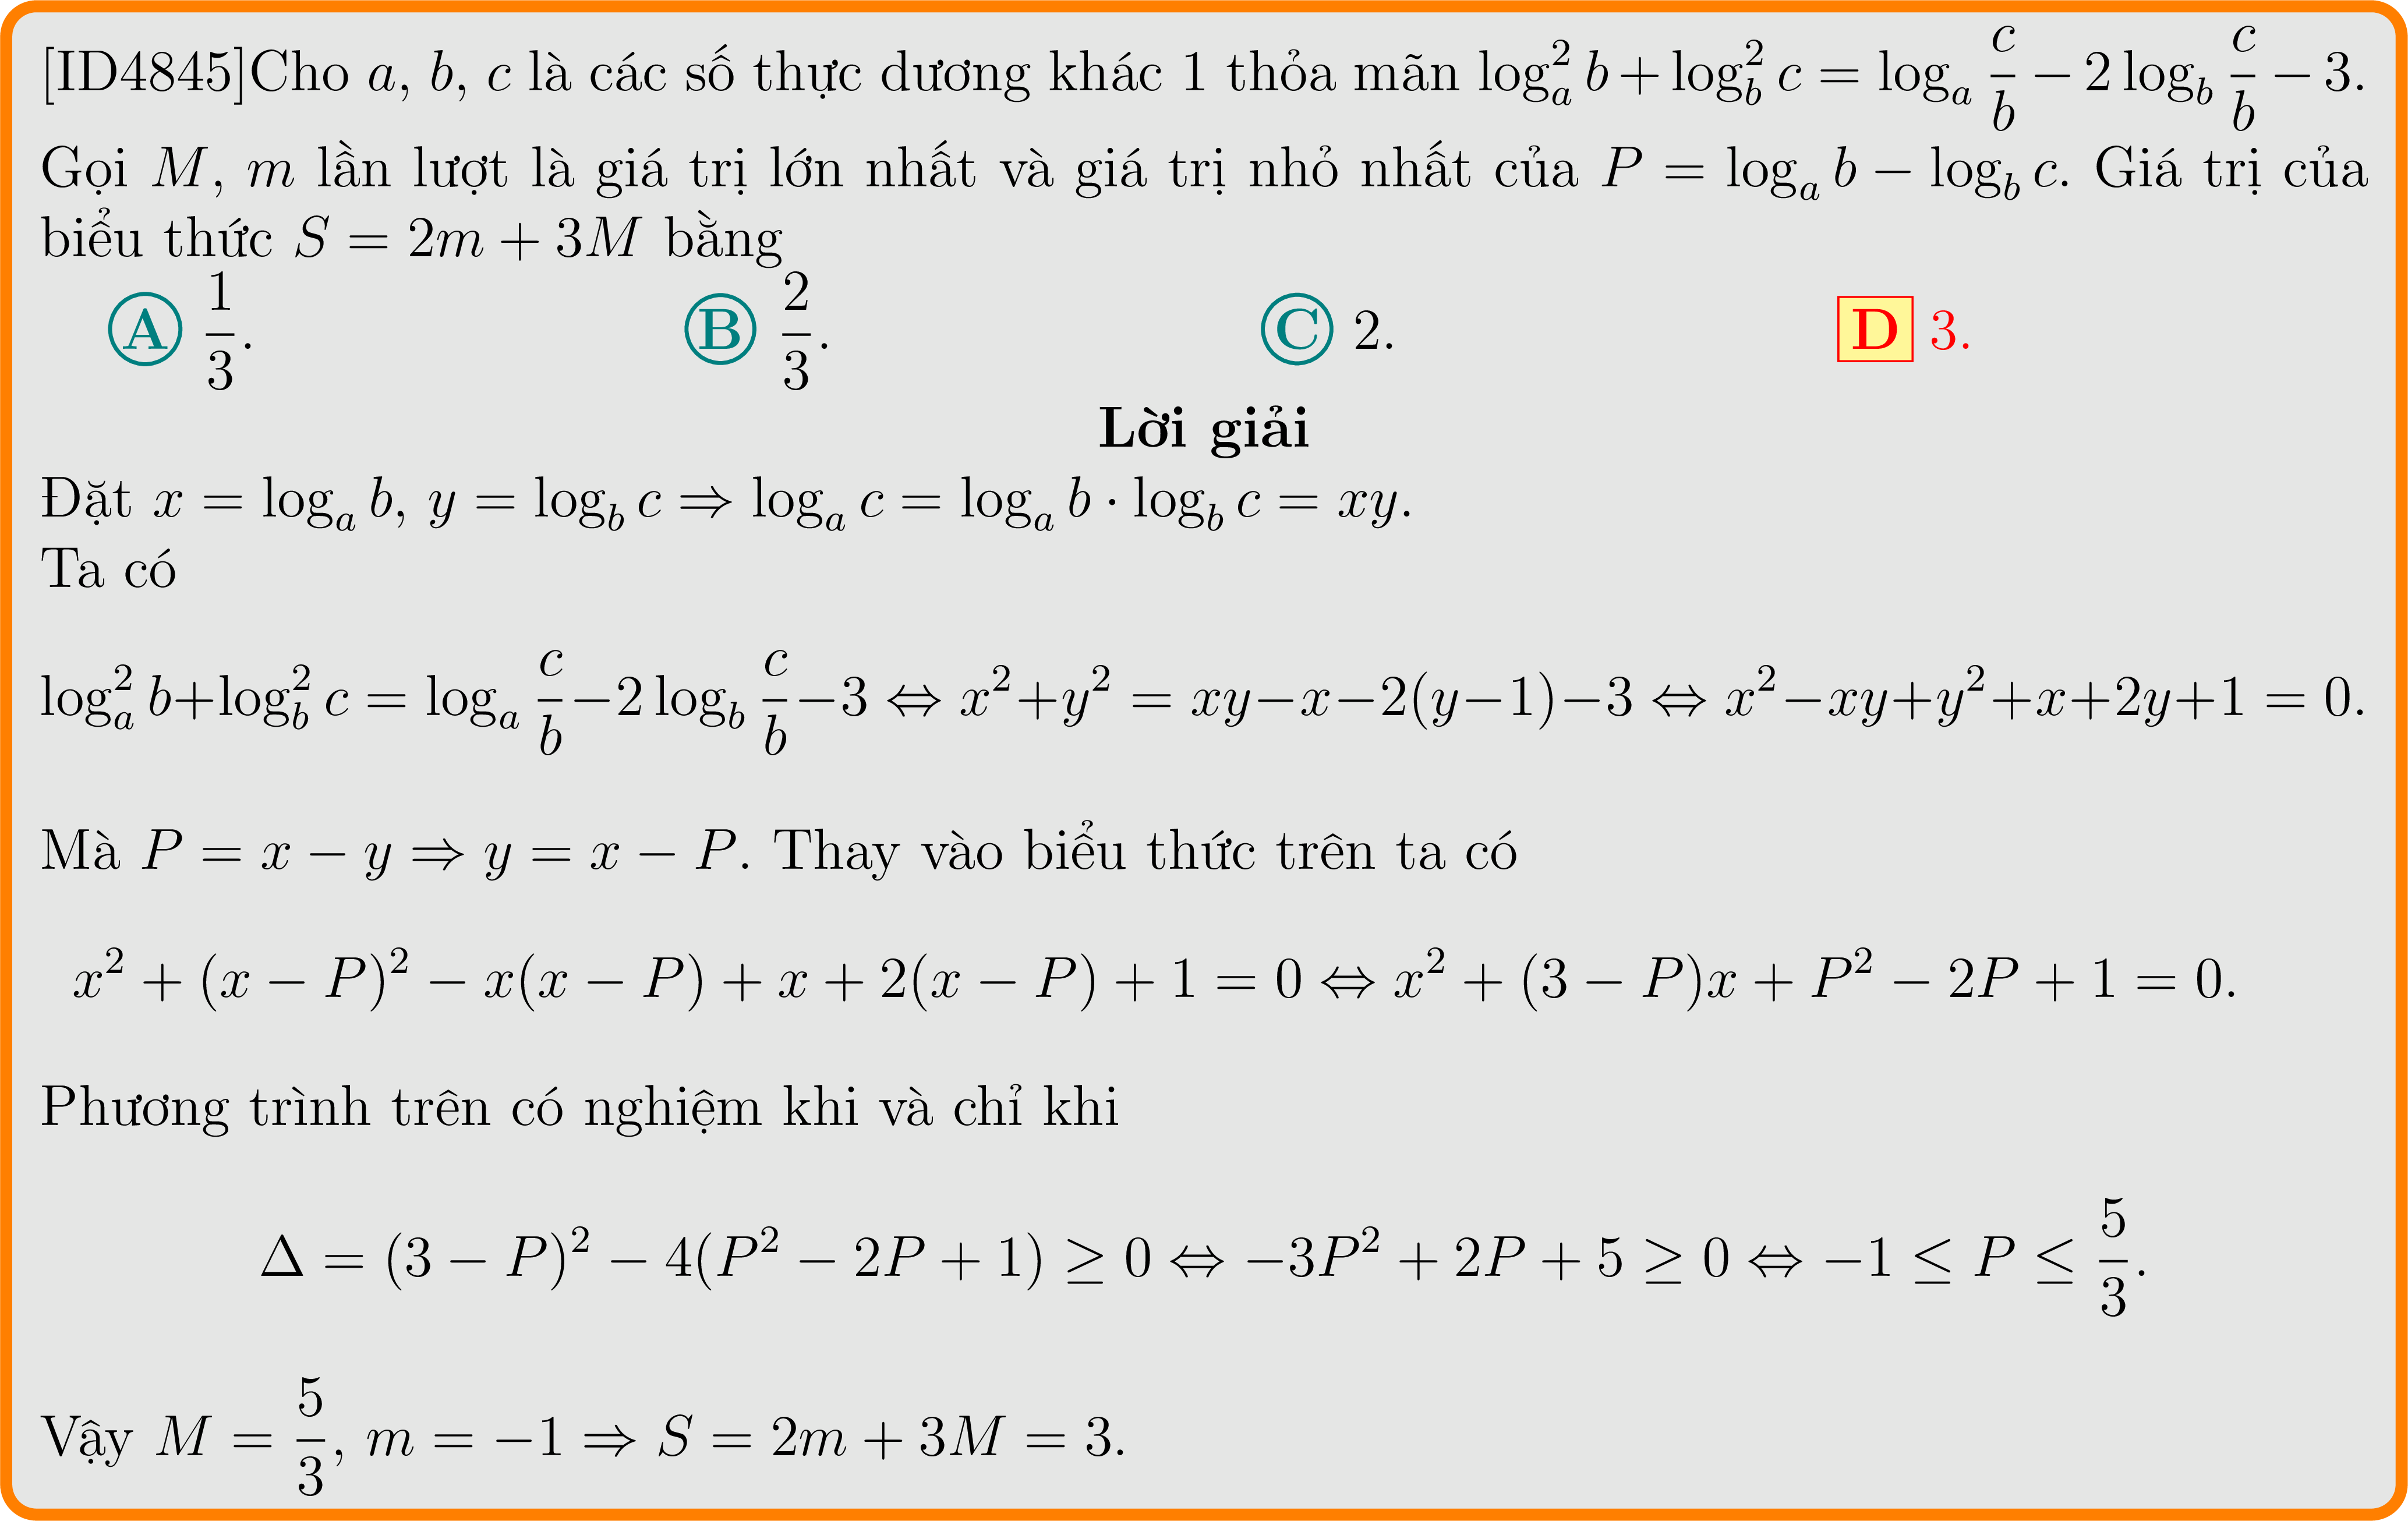 [ID4845]Cho a, b, c là các số thực dương khác 1 thỏa mãn $\log_a^2 b + \log_b^2 c = \log_a \frac{c}{b} - 2\log_b \frac{c}{b} - 3$.
Gọi M, m lần lượt là giá trị lớn nhất và giá trị nhỏ nhất của $P = \log_a b - \log_b c$. Giá trị của
biểu thức $S = 2m + 3M$ bằng
A $\frac{1}{3}$. B $\frac{2}{3}$. C 2. D 3.
Lời giải
Đặt $x = \log_a b$, $y = \log_b c \Rightarrow \log_a c = \log_a b \cdot \log_b c = xy$.
Ta có
$\log_a^2 b + \log_b^2 c = \log_a \frac{c}{b} - 2\log_b \frac{c}{b} - 3 \Leftrightarrow x^2 + y^2 = xy - x - 2(y - 1) - 3 \Leftrightarrow x^2 - xy + y^2 + x + 2y + 1 = 0$.
Mà $P = x - y \Rightarrow y = x - P$. Thay vào biểu thức trên ta có
$x^2 + (x - P)^2 - x(x - P) + x + 2(x - P) + 1 = 0 \Leftrightarrow x^2 + (3 - P)x + P^2 - 2P + 1 = 0$.
Phương trình trên có nghiệm khi và chỉ khi
$\Delta = (3 - P)^2 - 4(P^2 - 2P + 1) \geq 0 \Leftrightarrow -3P^2 + 2P + 5 \geq 0 \Leftrightarrow -1 \leq P \leq \frac{5}{3}$.
Vậy $M = \frac{5}{3}$, $m = -1 \Rightarrow S = 2m + 3M = 3$.